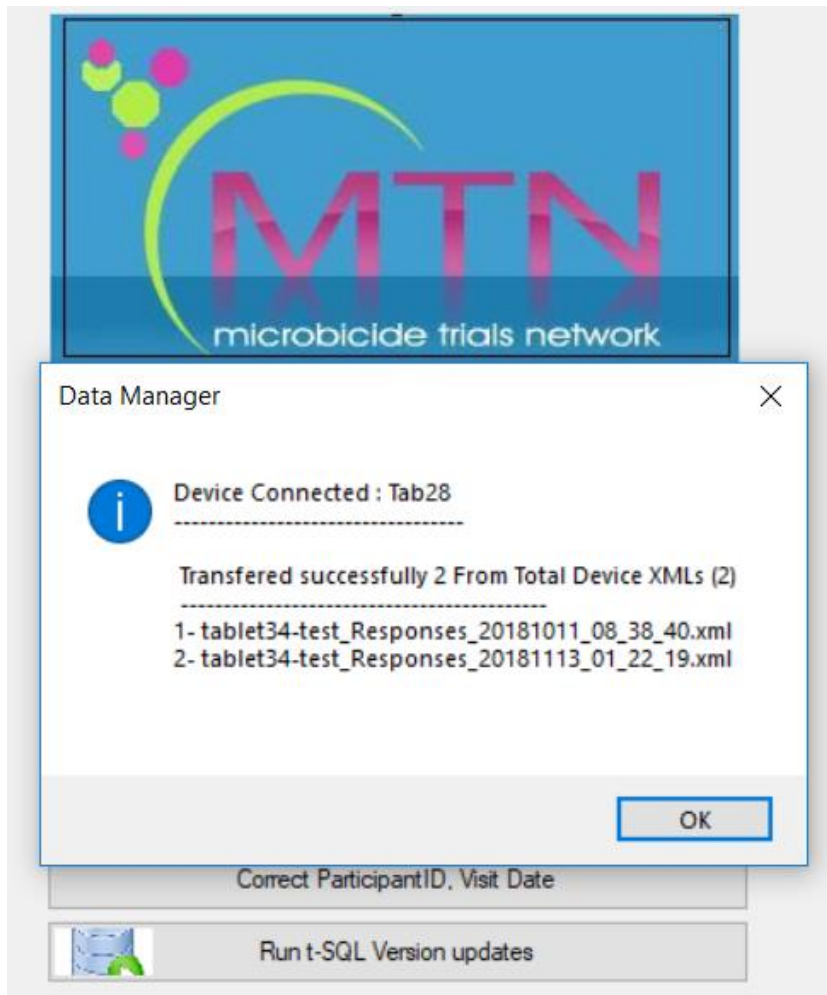 MTN
microbicide trials network
Data Manager
Device Connected : Tab28
----------------------------------
Transfered successfully 2 From Total Device XMLs (2)
-------------------------------------------
1- tablet34-test_Responses_20181011_08_38_40.xml
2- tablet34-test_Responses_20181113_01_22_19.xml
OK
Correct ParticipantID, Visit Date
Run t-SQL Version updates